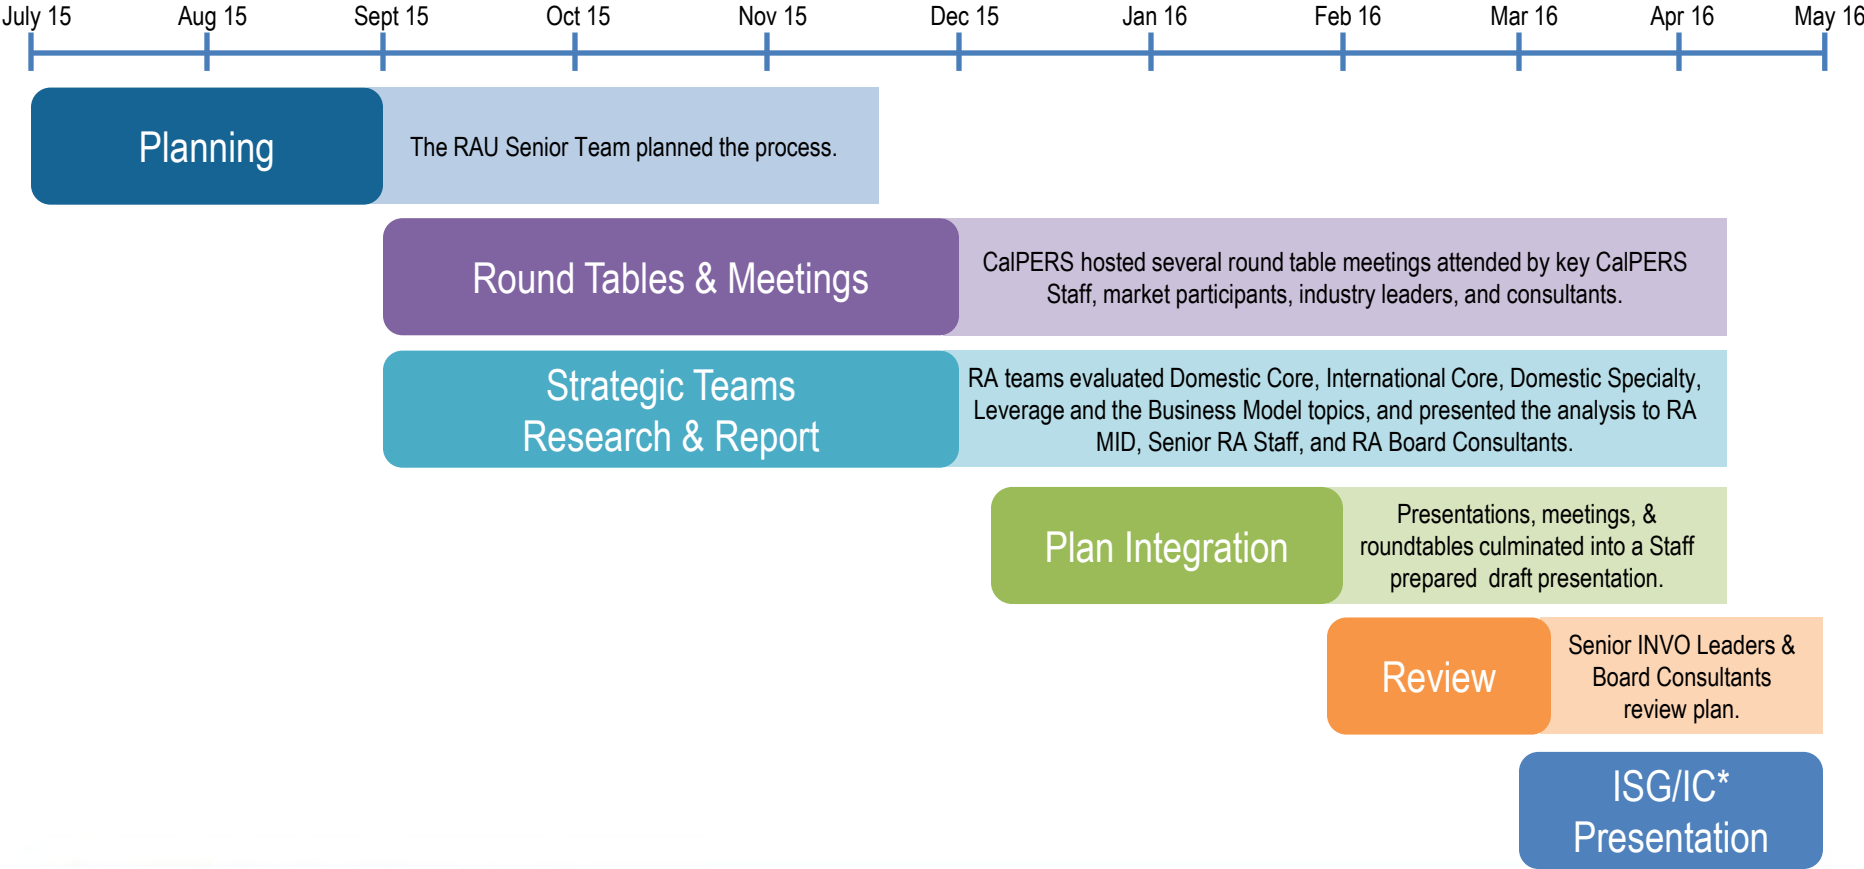 July 15 Aug 15 Sept 15 Oct 15 Nov 15 Dec 15 Jan 16 Feb 16 Mar 16 Apr 16 May 16
Planning
The RAU Senior Team planned the process.
Round Tables & Meetings
CalPERS hosted several round table meetings attended by key CalPERS
Staff, market participants, industry leaders, and consultants.
Strategic Teams
Research & Report
RA teams evaluated Domestic Core, International Core, Domestic Specialty,
Leverage and the Business Model topics, and presented the analysis to RA
MID, Senior RA Staff, and RA Board Consultants.
Plan Integration
Presentations, meetings, &
roundtables culminated into a Staff
prepared draft presentation.
Review
Senior INVO Leaders &
Board Consultants
review plan.
ISG/IC*
Presentation